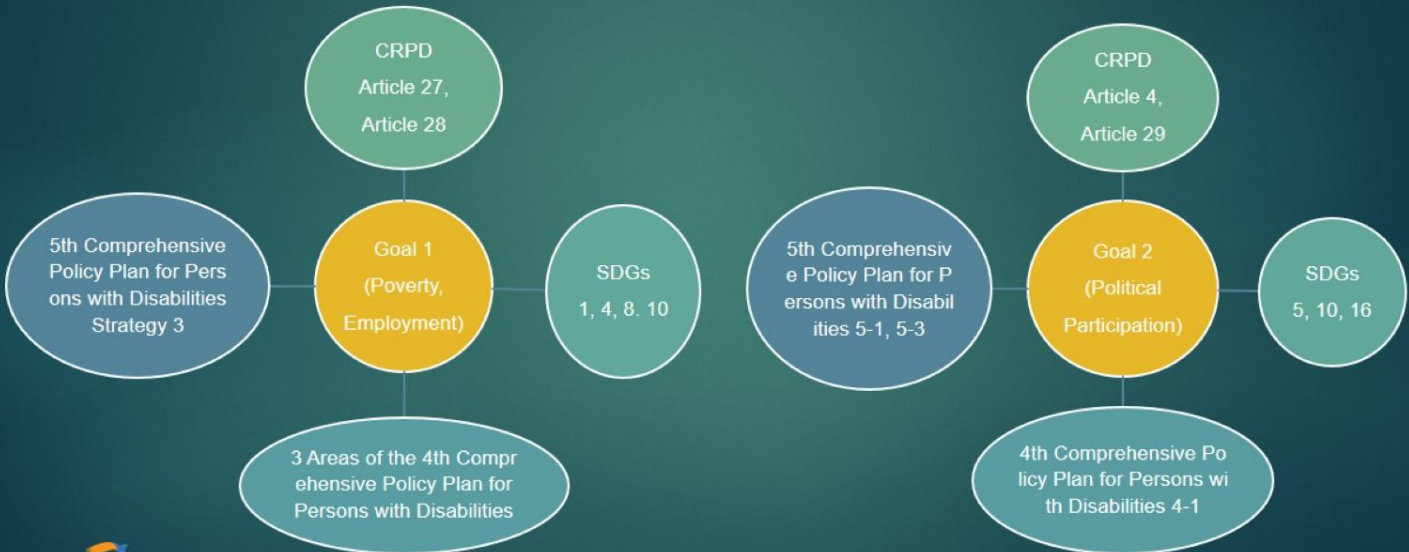 CRPD
Article 27,
Article 28
5th Comprehensive
Policy Plan for Pers
ons with Disabilities
Strategy 3
Goal 1
(Poverty,
Employment)
SDGs
1, 4, 8. 10
3 Areas of the 4th Compr
ehensive Policy Plan for
Persons with Disabilities
CRPD
Article 4,
Article 29
5th Comprehensiv
e Policy Plan for P
ersons with Disabil
ities 5-1, 5-3
Goal 2
(Political
Participation)
SDGs
5, 10, 16
4th Comprehensive Po
licy Plan for Persons wi
th Disabilities 4-1